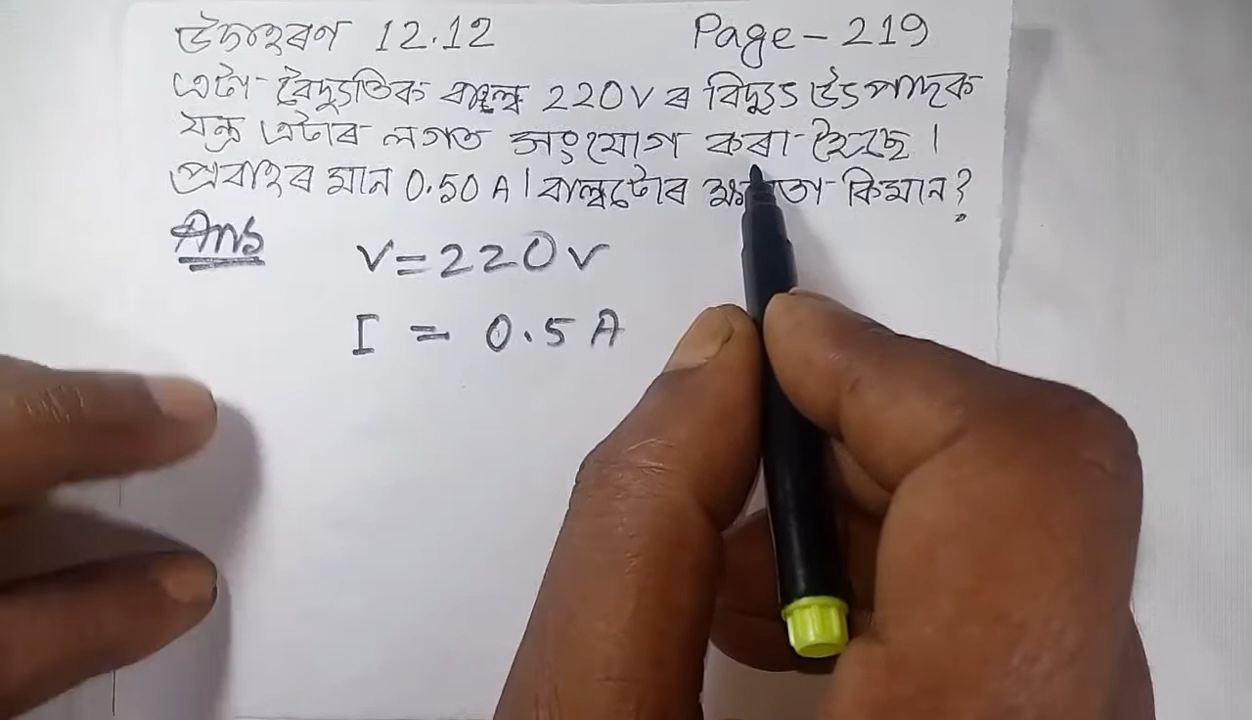 উদাহৰণ 12.12 Page - 219
এটা বৈদ্যুতিক বাল্ব 220V ৰ বিদ্যুৎ উৎপাদক
যন্ত্ৰ এটাৰ লগত সংযোগ কৰা হৈছে।
প্ৰবাহৰ মান 0.50 A। বাল্বটোৰ কিমান?
Ans
V = 220V
I = 0.5 A